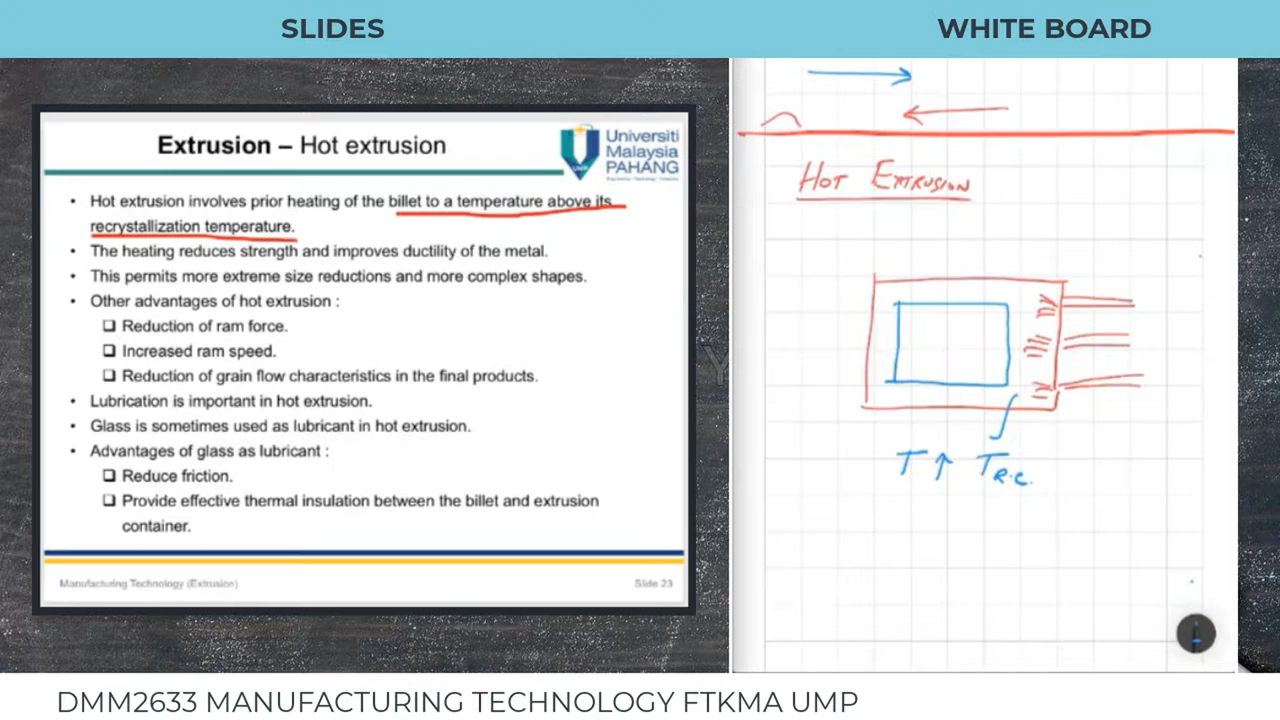 SLIDES
WHITE BOARD
Extrusion – Hot extrusion
Universiti
Malaysia
PAHANG
• Hot extrusion involves prior heating of the billet to a temperature above its
recrystallization temperature.
• The heating reduces strength and improves ductility of the metal.
• This permits more extreme size reductions and more complex shapes.
• Other advantages of hot extrusion :
❑ Reduction of ram force.
❑ Increased ram speed.
❑ Reduction of grain flow characteristics in the final products.
• Lubrication is important in hot extrusion.
• Glass is sometimes used as lubricant in hot extrusion.
• Advantages of glass as lubricant :
❑ Reduce friction.
❑ Provide effective thermal insulation between the billet and extrusion
container.
Manufacturing Technology (Extrusion)
Slide 23
HOT EXTRUSION
T ↑ TR.C.
DMM2633 MANUFACTURING TECHNOLOGY FTKMA UMP